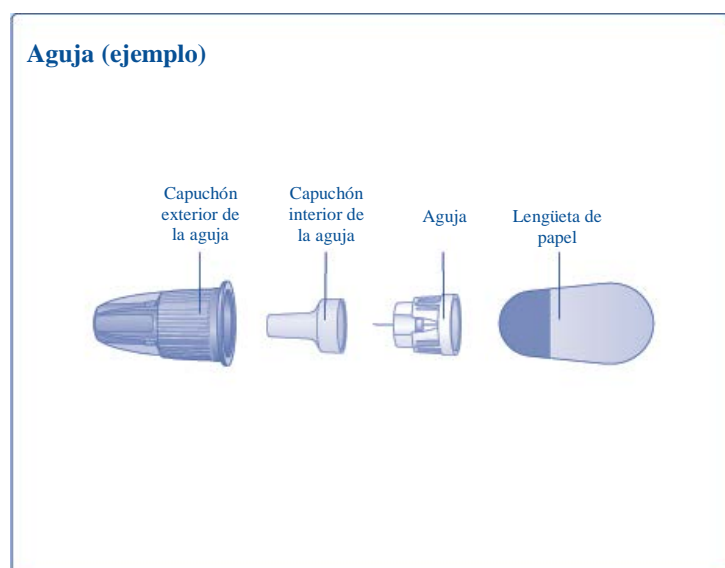 Aguja (ejemplo)
Capuchón
exterior de
la aguja
Capuchón
interior de
la aguja
Aguja
Lengüeta de
papel